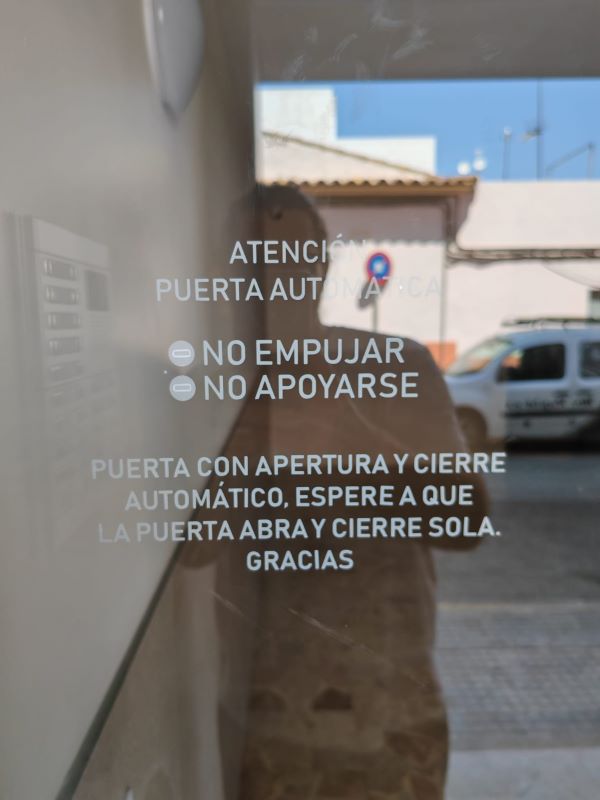 ATENCIÓN
PUERTA AUTOMÁTICA
NO EMPUJAR
NO APOYARSE
PUERTA CON APERTURA Y CIERRE
AUTOMÁTICO, ESPERE A QUE
LA PUERTA ABRA Y CIERRE SOLA.
GRACIAS